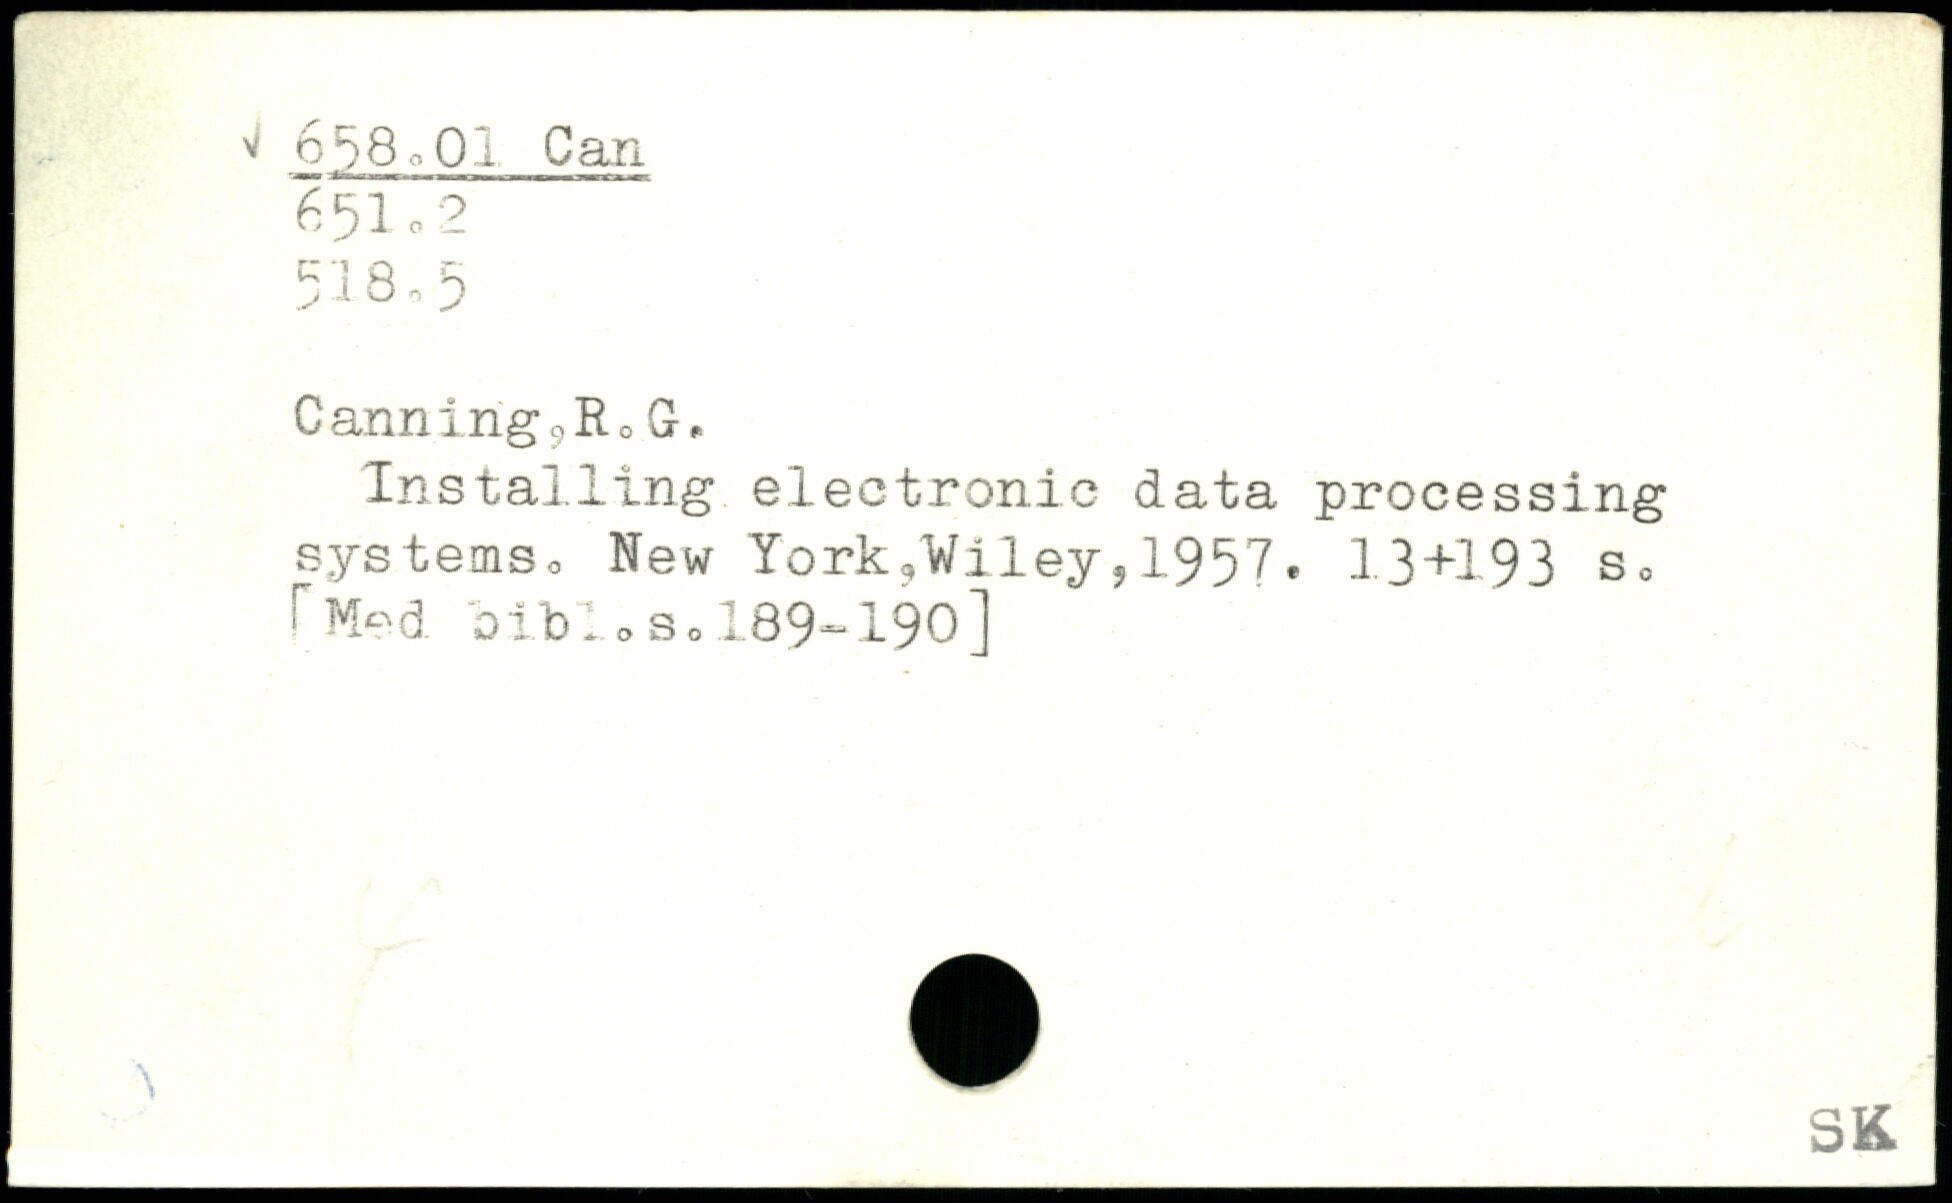 √ 658.01 Can
651.2
518.5
Canning,R.G.
Installing electronic data processing
systems. New York,Wiley,1957. 13+193 s.
[Med bibl.s.189-190]
SK